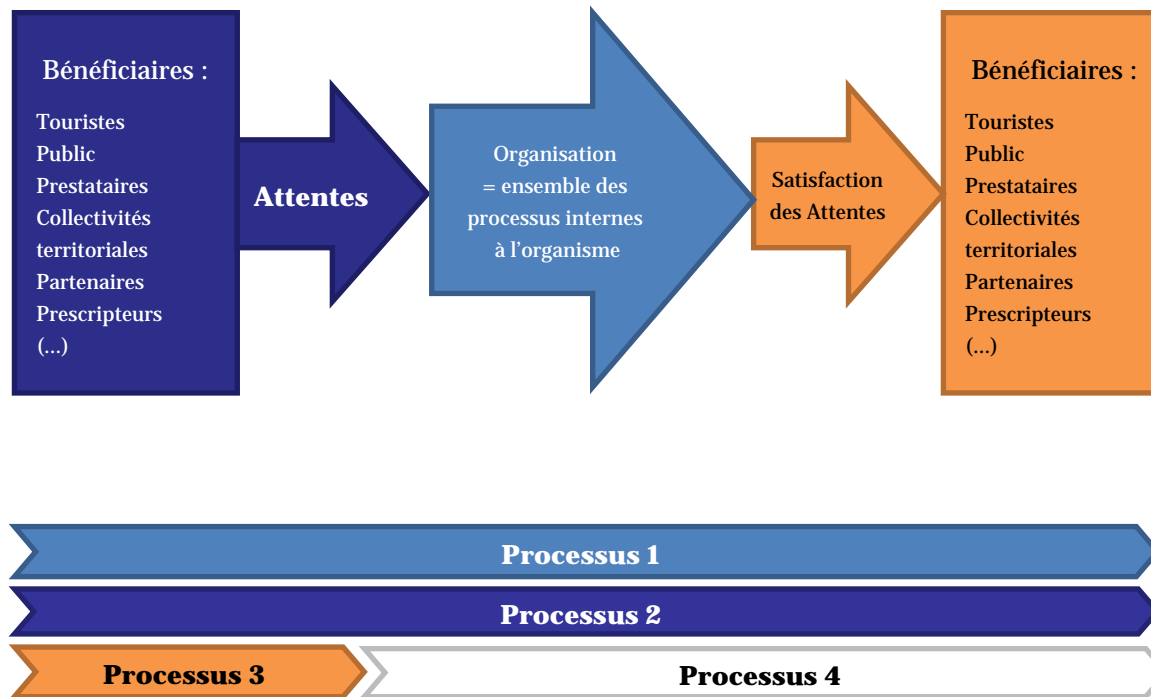 Bénéficiaires :
Touristes
Public
Prestataires
Collectivités
territoriales
Partenaires
Prescripteurs
(...)
Attentes
Organisation
= ensemble des
processus internes
à l'organisme
Satisfaction
des Attentes
Bénéficiaires :
Touristes
Public
Prestataires
Collectivités
territoriales
Partenaires
Prescripteurs
(...)
Processus 1
Processus 2
Processus 3
Processus 4